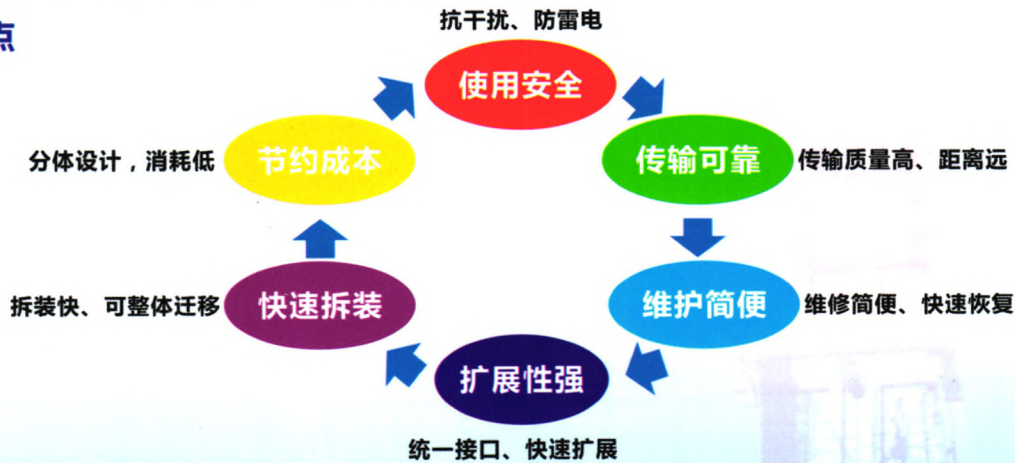 点
抗干扰、防雷电
使用安全
传输可靠
传输质量高、距离远
维护简便
维修简便、快速恢复
扩展性强
统一接口、快速扩展
快速拆装
拆装快、可整体迁移
节约成本
分体设计，消耗低